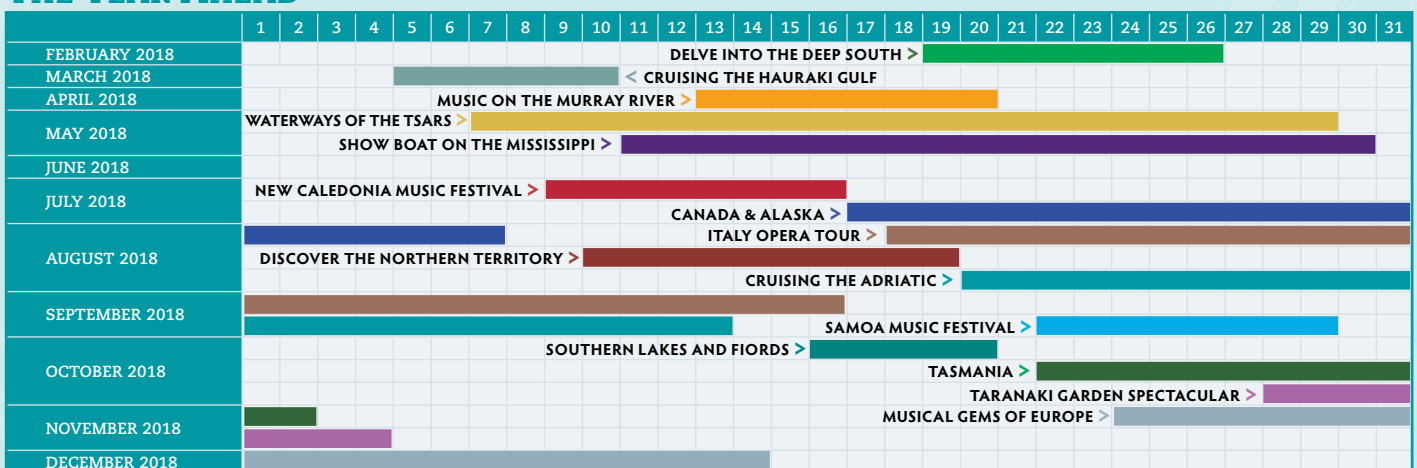 THE YEAR AHEAD
1 2 3 4 5 6 7 8 9 10 11 12 13 14 15 16 17 18 19 20 21 22 23 24 25 26 27 28 29 30 31
FEBRUARY 2018 DELVE INTO THE DEEP SOUTH >
MARCH 2018 < CRUISING THE HAURAKI GULF
APRIL 2018 MUSIC ON THE MURRAY RIVER >
MAY 2018
WATERWAYS OF THE TSARS >
SHOW BOAT ON THE MISSISSIPPI >
JUNE 2018
JULY 2018
NEW CALEDONIA MUSIC FESTIVAL >
CANADA & ALASKA >
AUGUST 2018
ITALY OPERA TOUR >
DISCOVER THE NORTHERN TERRITORY >
CRUISING THE ADRIATIC >
SEPTEMBER 2018
SAMOA MUSIC FESTIVAL >
OCTOBER 2018
SOUTHERN LAKES AND FIORDS >
TASMANIA >
TARANAKI GARDEN SPECTACULAR >
NOVEMBER 2018
MUSICAL GEMS OF EUROPE >
DECEMBER 2018